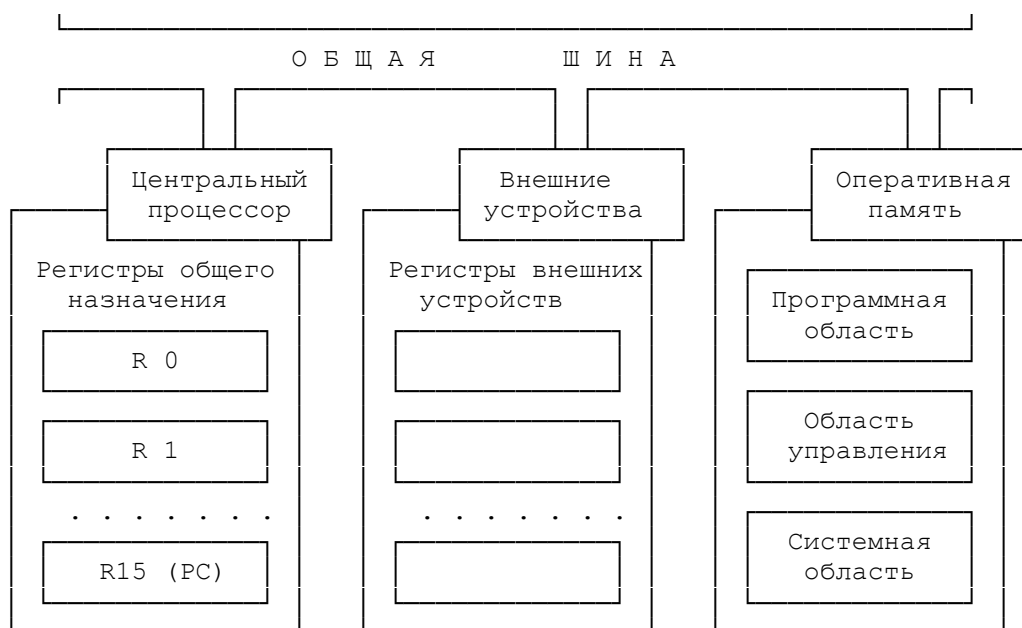 О Б Щ А Я Ш И Н А
Центральный
процессор
Внешние
устройства
Оперативная
память
Регистры общего
назначения
R 0
R 1
. . . . . . .
R15 (PC)
Регистры внешних
устройств
. . . . . . .
Программная
область
Область
управления
Системная
область